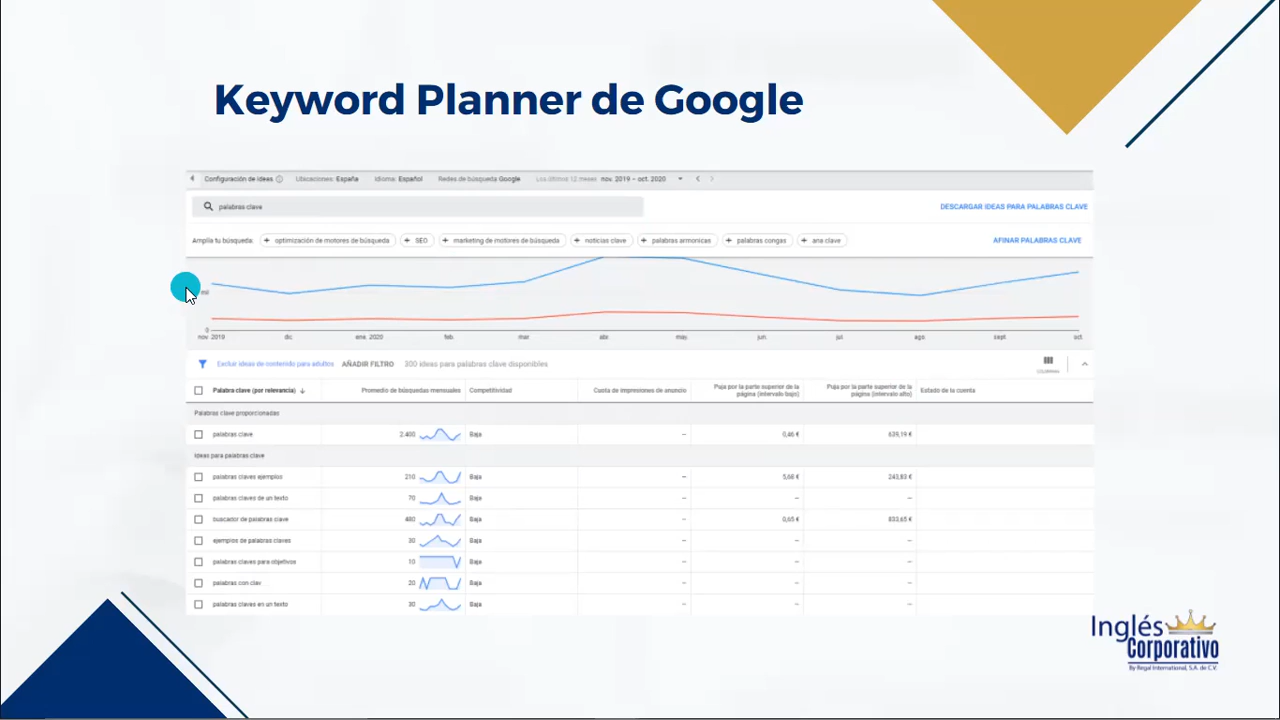 Keyword Planner de Google
Configuración de ideas Ubicaciones: España Idioma: Español Redes de búsqueda Google Los últimos 12 meses nov. 2019 – oct. 2020
palabras clave DESCARGAR IDEAS PARA PALABRAS CLAVE
Amplía tu búsqueda: + optimización de motores de búsqueda + SEO + marketing de motores de búsqueda + noticias clave + palabras armonicas + palabras congas + ana clave AFINAR PALABRAS CLAVE
mil
0
nov. 2019 dic. ene. 2020 feb. mar. abr. may. jun. jul. ago. sept. oct.
Excluir ideas de contenido para adultos AÑADIR FILTRO 300 ideas para palabras clave disponibles COLUMNAS
Palabra clave (por relevancia) ↓ Promedio de búsquedas mensuales Competitividad Cuota de impresiones de anuncio Puja por la parte superior de la página (intervalo bajo) Puja por la parte superior de la página (intervalo alto) Estado de la cuenta
Palabras clave proporcionadas
palabras clave 2.400 Baja – 0,46 € 639,19 €
Ideas para palabras clave
palabras claves ejemplos 210 Baja – 5,68 € 243,83 €
palabras claves de un texto 70 Baja – – –
buscador de palabras clave 480 Baja – 0,65 € 833,65 €
ejemplos de palabras claves 30 Baja – – –
palabras claves para objetivos 10 Baja – – –
palabras con clav 20 Baja – – –
palabras claves en un texto 30 Baja – – –
Inglés
Corporativo
By Regal International, S.A. de C.V.